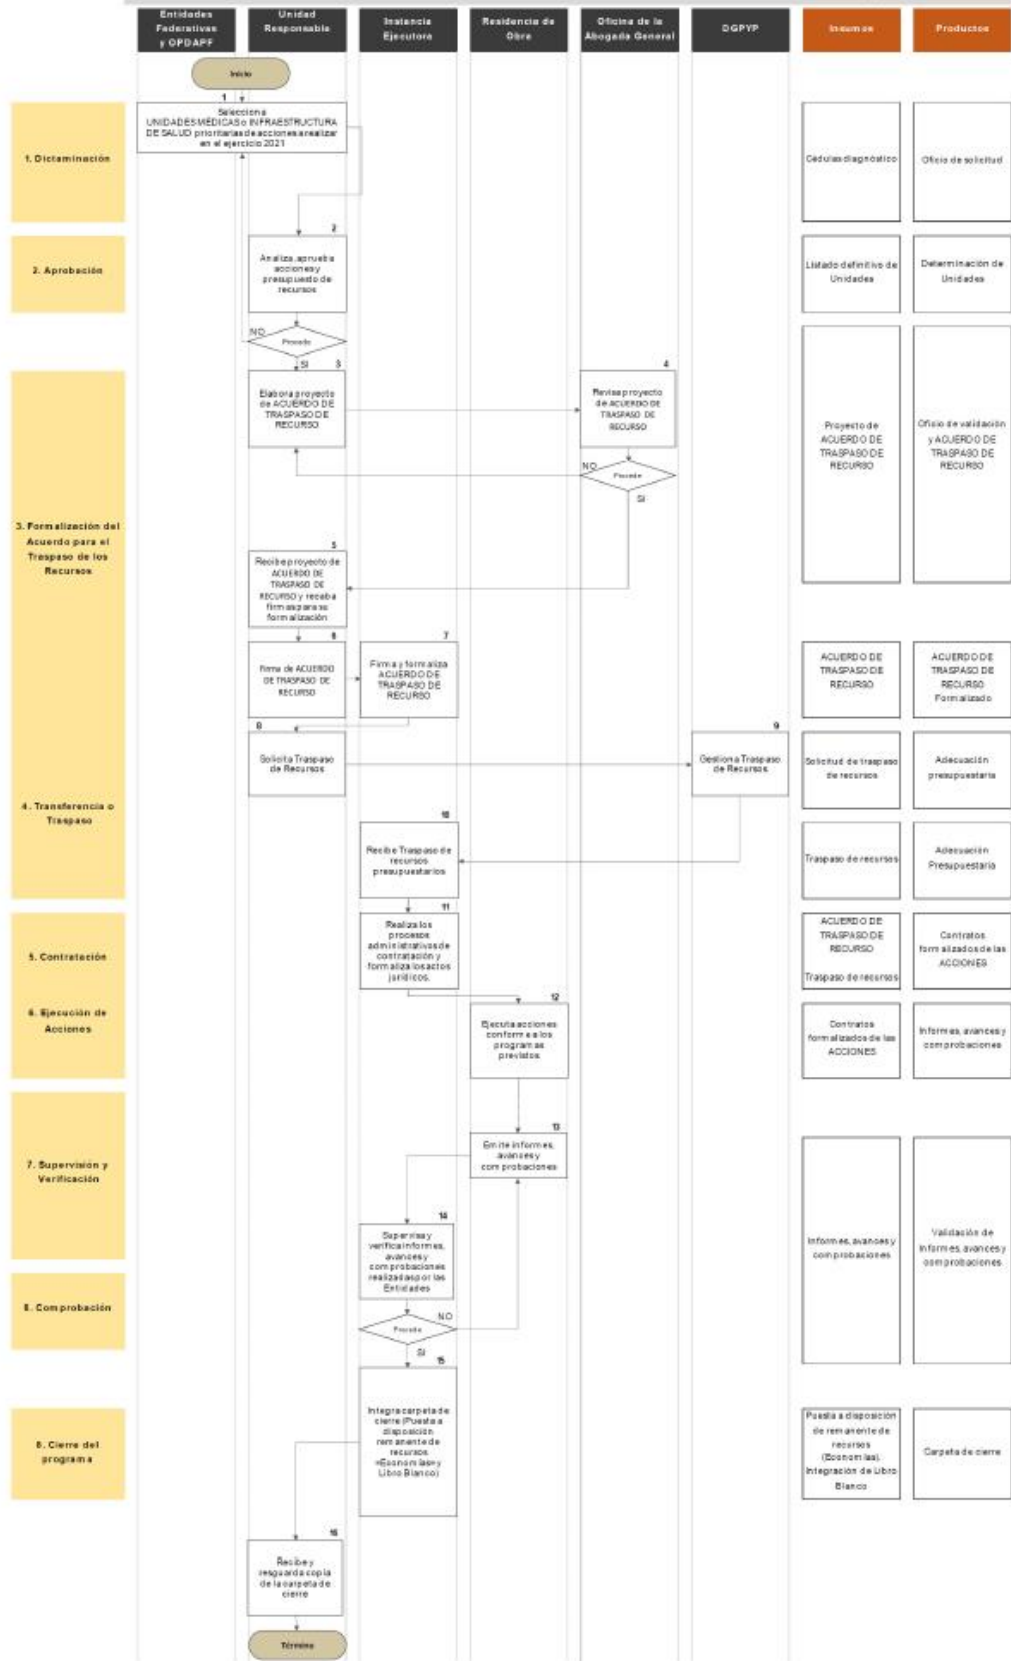 Entidades
Federativas
y OPDAPF
Unidad
Responsable
Instancia
Ejecutora
Residencia de
Obra
Oficina de la
Abogada General
DGPYP
Insumos
Productos
Inicio
1. Dictaminación
1
Selecciona
UNIDADES MÉDICAS o INFRAESTRUCTURA
DE SALUD prioritarias de acciones a realizar
en el ejercicio 2021
Cédulas diagnóstico
Oficio de solicitud
2. Aprobación
2
Analiza, aprueba
acciones y
presupuesto de
recursos
Listado definitivo de
Unidades
Determinación de
Unidades
NO
Procede
SI
3. Formalización del
Acuerdo para el
Traspaso de los
Recursos
3
Elabora proyecto
de ACUERDO DE
TRASPASO DE
RECURSO
4
Revisa proyecto
de ACUERDO DE
TRASPASO DE
RECURSO
NO
Procede
SI
Proyecto de
ACUERDO DE
TRASPASO DE
RECURSO
Oficio de validación
y ACUERDO DE
TRASPASO DE
RECURSO
5
Recibe proyecto de
ACUERDO DE
TRASPASO DE
RECURSO y recaba
firmas para su
formalización
6
Firma de ACUERDO
DE TRASPASO DE
RECURSO
7
Firma y formaliza
ACUERDO DE
TRASPASO DE
RECURSO
ACUERDO DE
TRASPASO DE
RECURSO
ACUERDO DE
TRASPASO DE
RECURSO
Formalizado
8
Solicita Traspaso
de Recursos
9
Gestiona Traspaso
de Recursos
Solicitud de traspaso
de recursos
Adecuación
presupuestaria
4. Transferencia o
Traspaso
10
Recibe Traspaso de
recursos
presupuestarios
Traspaso de recursos
Adecuación
Presupuestaria
5. Contratación
11
Realiza los
procesos
administrativos de
contratación y
formaliza los actos
jurídicos.
ACUERDO DE
TRASPASO DE
RECURSO
Traspaso de recursos
Contratos
formalizados de las
ACCIONES
6. Ejecución de
Acciones
12
Ejecuta acciones
conforme a los
programas
previstos
Contratos
formalizados de las
ACCIONES
Informes, avances y
comprobaciones
7. Supervisión y
Verificación
13
Emite informes,
avances y
comprobaciones
14
Supervisa y
verifica informes,
avances y
comprobaciones
realizadas por las
Entidades
Informes, avances y
comprobaciones
Validación de
Informes, avances y
comprobaciones
8. Comprobación
Procede
NO
SI
8. Cierre del
programa
15
Integra carpeta de
cierre (Puesta a
disposición
remanente de
recursos
«Economías» y
Libro Blanco)
Puesta a disposición
de remanente de
recursos
(Economías).
Integración de Libro
Blanco
Carpeta de cierre
16
Recibe y
resguarda copia
de la carpeta de
cierre
Término